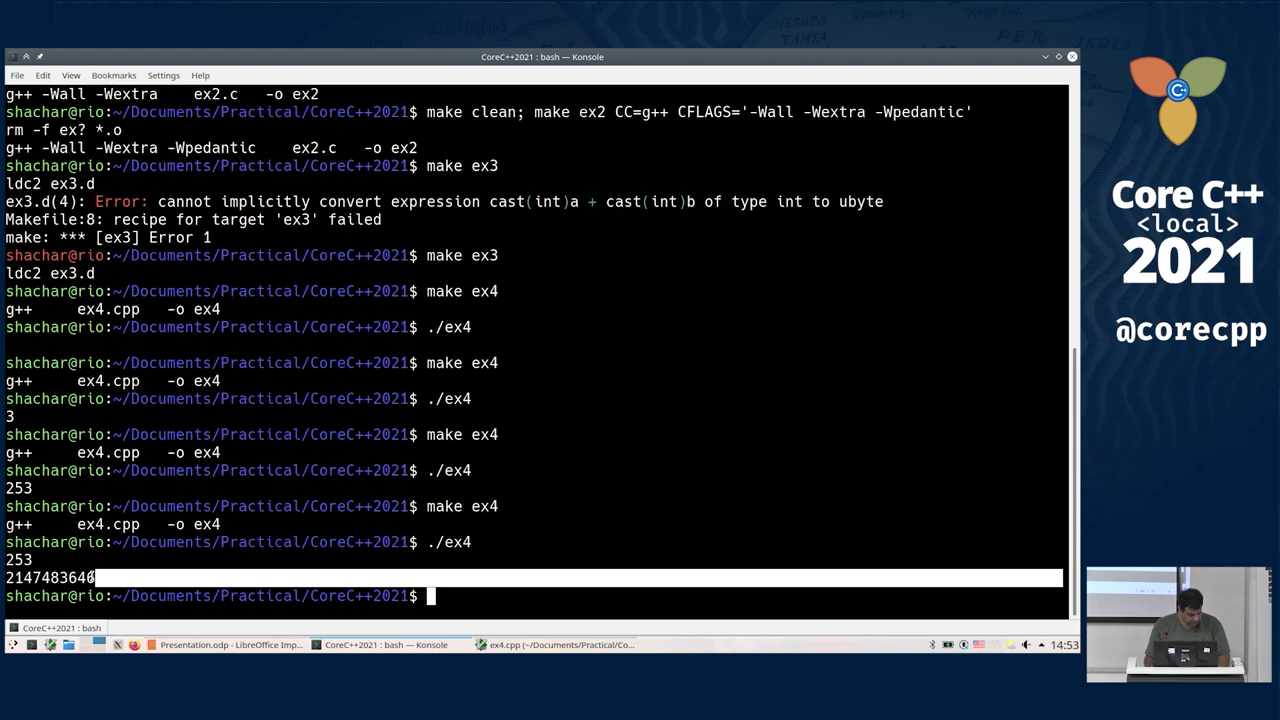 CoreC++2021 : bash — Konsole
File Edit View Bookmarks Settings Help
g++ -Wall -Wextra    ex2.c   -o ex2
shachar@rio:~/Documents/Practical/CoreC++2021$ make clean; make ex2 CC=g++ CFLAGS='-Wall -Wextra -Wpedantic'
rm -f ex? *.o
g++ -Wall -Wextra -Wpedantic    ex2.c   -o ex2
shachar@rio:~/Documents/Practical/CoreC++2021$ make ex3
ldc2 ex3.d
ex3.d(4): Error: cannot implicitly convert expression cast(int)a + cast(int)b of type int to ubyte
Makefile:8: recipe for target 'ex3' failed
make: *** [ex3] Error 1
shachar@rio:~/Documents/Practical/CoreC++2021$ make ex3
ldc2 ex3.d
shachar@rio:~/Documents/Practical/CoreC++2021$ make ex4
g++     ex4.cpp   -o ex4
shachar@rio:~/Documents/Practical/CoreC++2021$ ./ex4
shachar@rio:~/Documents/Practical/CoreC++2021$ make ex4
g++     ex4.cpp   -o ex4
shachar@rio:~/Documents/Practical/CoreC++2021$ ./ex4
3
shachar@rio:~/Documents/Practical/CoreC++2021$ make ex4
g++     ex4.cpp   -o ex4
shachar@rio:~/Documents/Practical/CoreC++2021$ ./ex4
253
shachar@rio:~/Documents/Practical/CoreC++2021$ make ex4
g++     ex4.cpp   -o ex4
shachar@rio:~/Documents/Practical/CoreC++2021$ ./ex4
253
2147483646
shachar@rio:~/Documents/Practical/CoreC++2021$
CoreC++2021 : bash
Presentation.odp - LibreOffice Imp... CoreC++2021 : bash — Konsole ex4.cpp (~/Documents/Practical/Co... 14:53
C++
Core C++
<local>
2021
@corecpp
MESOPO
TAMIA
PER
INDIA